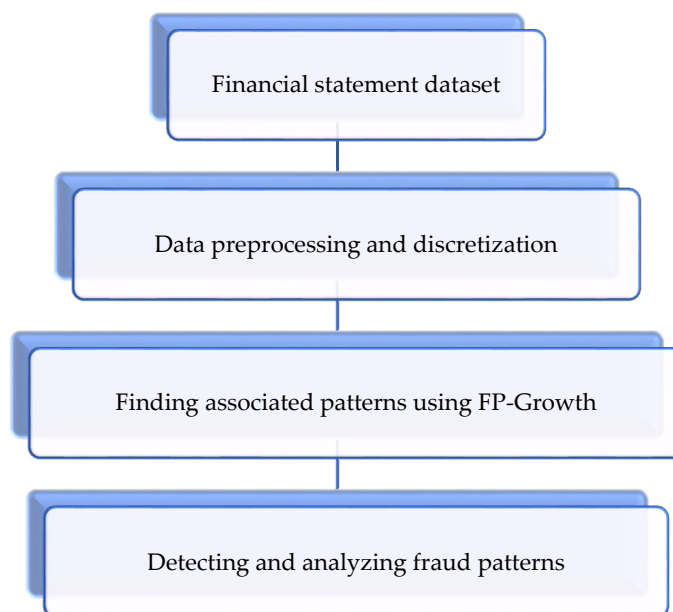 Financial statement dataset
Data preprocessing and discretization
Finding associated patterns using FP-Growth
Detecting and analyzing fraud patterns